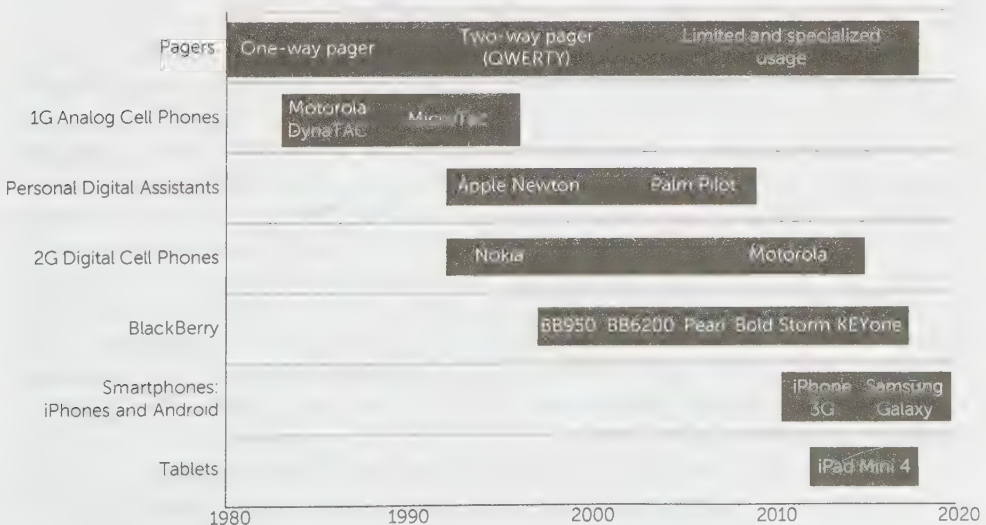 Pagers
One-way pager
Two-way pager
(QWERTY)
Limited and specialized
usage
1G Analog Cell Phones
Motorola
DynaTAC
MicroTac
Personal Digital Assistants
Apple Newton
Palm Pilot
2G Digital Cell Phones
Nokia
Motorola
BlackBerry
BB950 BB6200 Pearl Bold Storm KEYone
Smartphones:
iPhones and Android
iPhone
3G
Samsung
Galaxy
Tablets
iPad Mini 4
1980
1990
2000
2010
2020